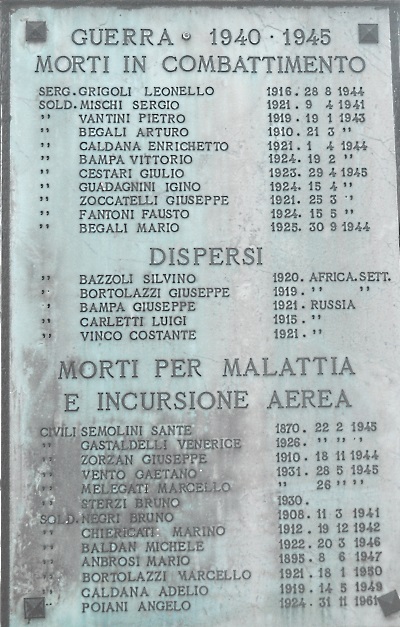 GUERRA · 1940 · 1945
MORTI IN COMBATTIMENTO
SERG. GRIGOLI LEONELLO 1916. 28 8 1944
SOLD. MISCHI SERGIO 1921. 9 4 1941
" VANTINI PIETRO 1919. 19 1 1943
" BEGALI ARTURO 1910. 21 3 "
" CALDANA ENRICHETTO 1921. 1 4 1944
" BAMPA VITTORIO 1924. 19 2 "
" CESTARI GIULIO 1923. 29 4 1945
" GUADAGNINI IGINO 1924. 15 4 "
" ZOCCATELLI GIUSEPPE 1921. 25 3 "
" FANTONI FAUSTO 1924. 15 5 "
" BEGALI MARIO 1925. 30 9 1944
DISPERSI
" BAZZOLI SILVINO 1920. AFRICA.SETT.
" BORTOLAZZI GIUSEPPE 1919. " "
" BAMPA GIUSEPPE 1921. RUSSIA
" CARLETTI LUIGI 1915. "
" VINCO COSTANTE 1921. "
MORTI PER MALATTIA
E INCURSIONE AEREA
CIVILI SEMOLINI SANTE 1870. 22 2 1945
" GASTALDELLI VENERICE 1926. " " "
" ZORZAN GIUSEPPE 1910. 18 11 1944
" VENTO GAETANO 1931. 28 5 1945
" MELEGATI MARCELLO " 26 " "
" STERZI BRUNO 1930.
SOLD. NEGRI BRUNO 1908. 11 3 1941
" CHIERICATI MARINO 1912. 19 12 1942
" BALDAN MICHELE 1922. 20 3 1946
" ANBROSI MARIO 1895. 8 6 1947
" BORTOLAZZI MARCELLO 1921. 18 1 1950
" CALDANA ADELIO 1919. 14 5 1949
" POIANI ANGELO 1924. 31 11 1961